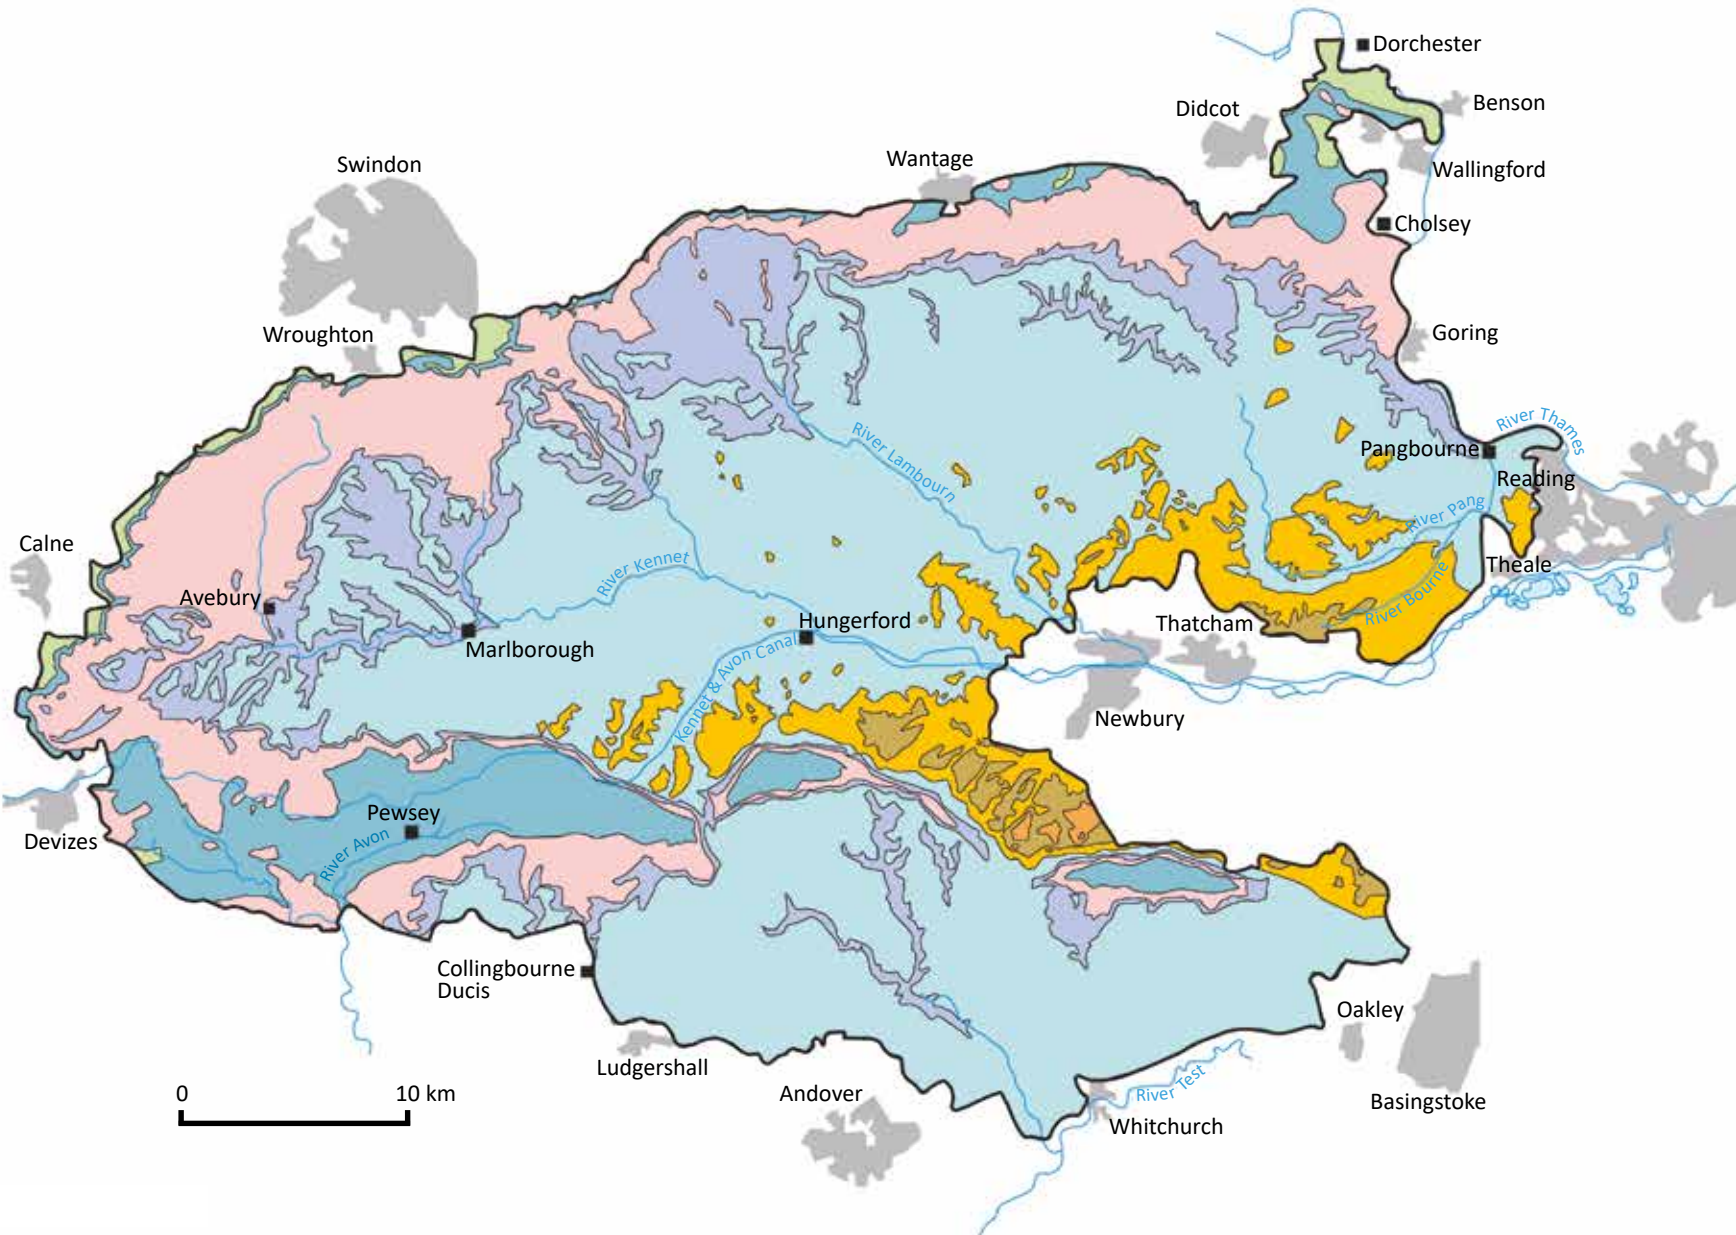 Dorchester
Benson
Didcot
Swindon
Wantage
Wallingford
Cholsey
Wroughton
Goring
River Thames
River Lambourn
Pangbourne
Reading
River Pang
Calne
River Kennet
Theale
Avebury
River Bourne
Hungerford
Thatcham
Marlborough
Kennet & Avon Canal
Newbury
Pewsey
Devizes
River Avon
Collingbourne
Ducis
Oakley
Ludgershall
0 10 km
Andover
River Test
Basingstoke
Whitchurch